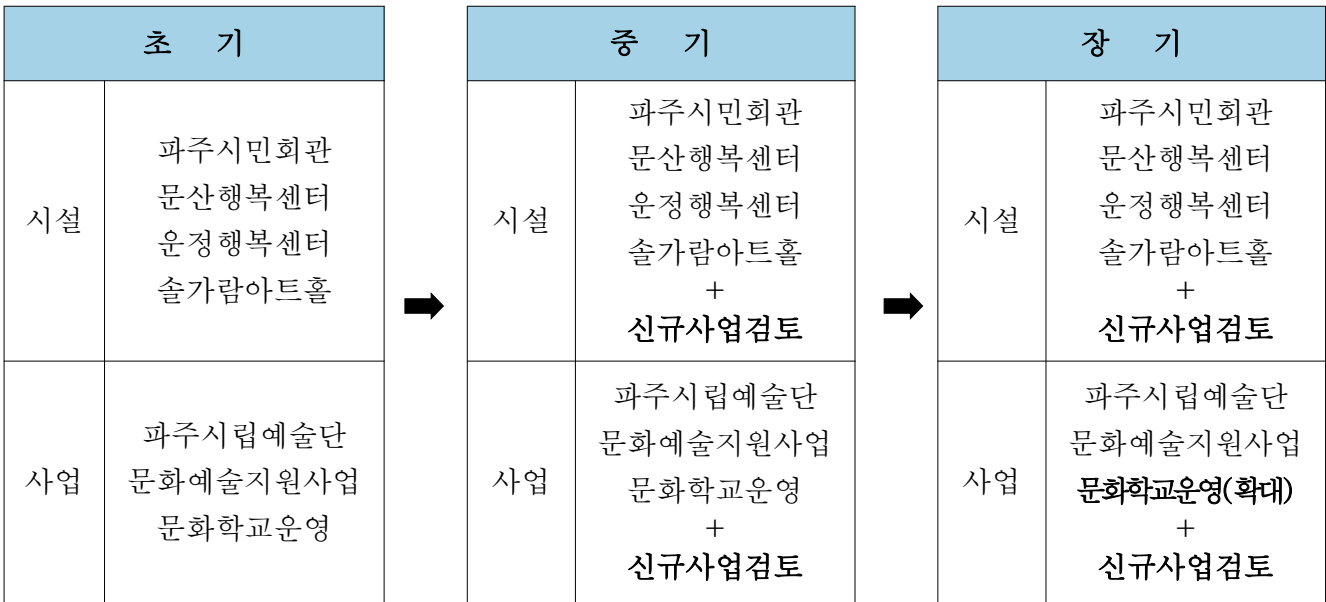 초 기
시설
파주시민회관
문산행복센터
운정행복센터
솔가람아트홀
사업
파주시립예술단
문화예술지원사업
문화학교운영
중 기
시설
파주시민회관
문산행복센터
운정행복센터
솔가람아트홀
+
신규사업검토
사업
파주시립예술단
문화예술지원사업
문화학교운영
+
신규사업검토
장 기
시설
파주시민회관
문산행복센터
운정행복센터
솔가람아트홀
+
신규사업검토
사업
파주시립예술단
문화예술지원사업
문화학교운영(확대)
+
신규사업검토